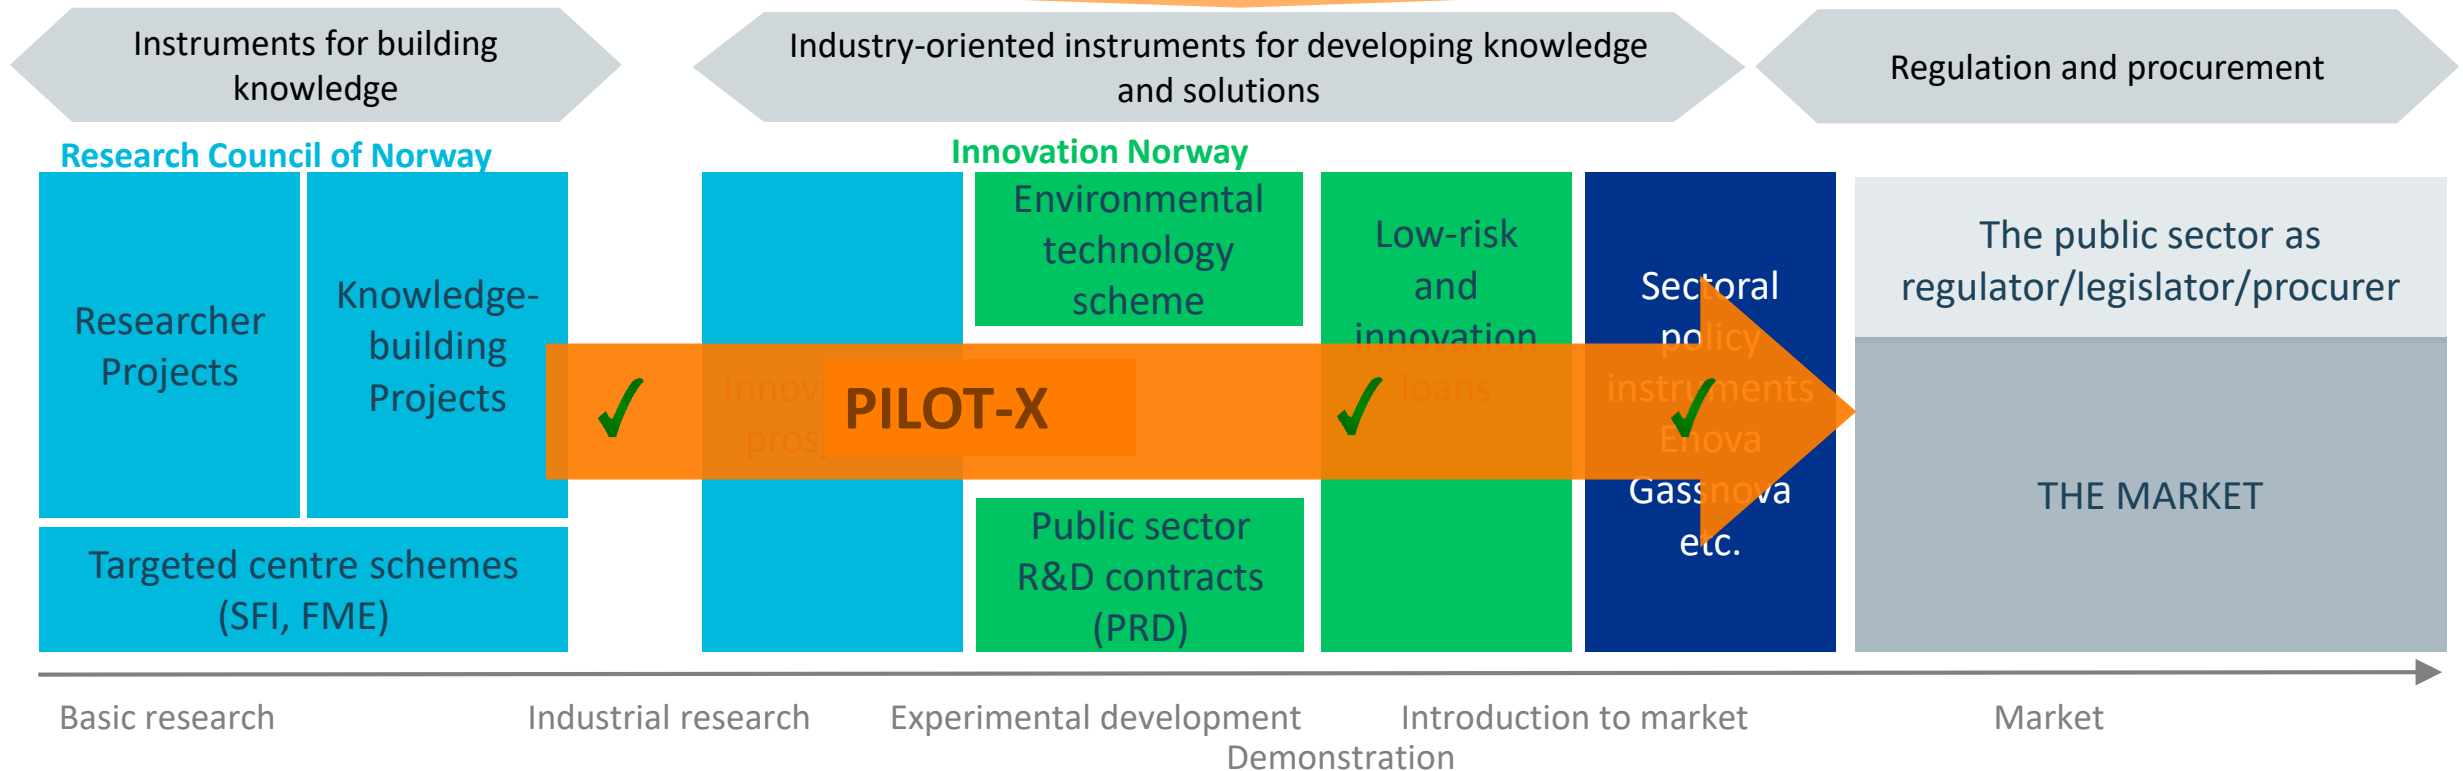 Instruments for building
knowledge
Industry-oriented instruments for developing knowledge
and solutions
Regulation and procurement
Research Council of Norway
Innovation Norway
Researcher
Projects
Knowledge-
building
Projects
Targeted centre schemes
(SFI, FME)
Environmental
technology
scheme
Public sector
R&D contracts
(PRD)
Low-risk
and
innovation
loans
Sectoral
policy
instruments
Enova
Gassnova
etc.
PILOT-X
The public sector as
regulator/legislator/procurer
THE MARKET
Basic research
Industrial research
Experimental development
Demonstration
Introduction to market
Market